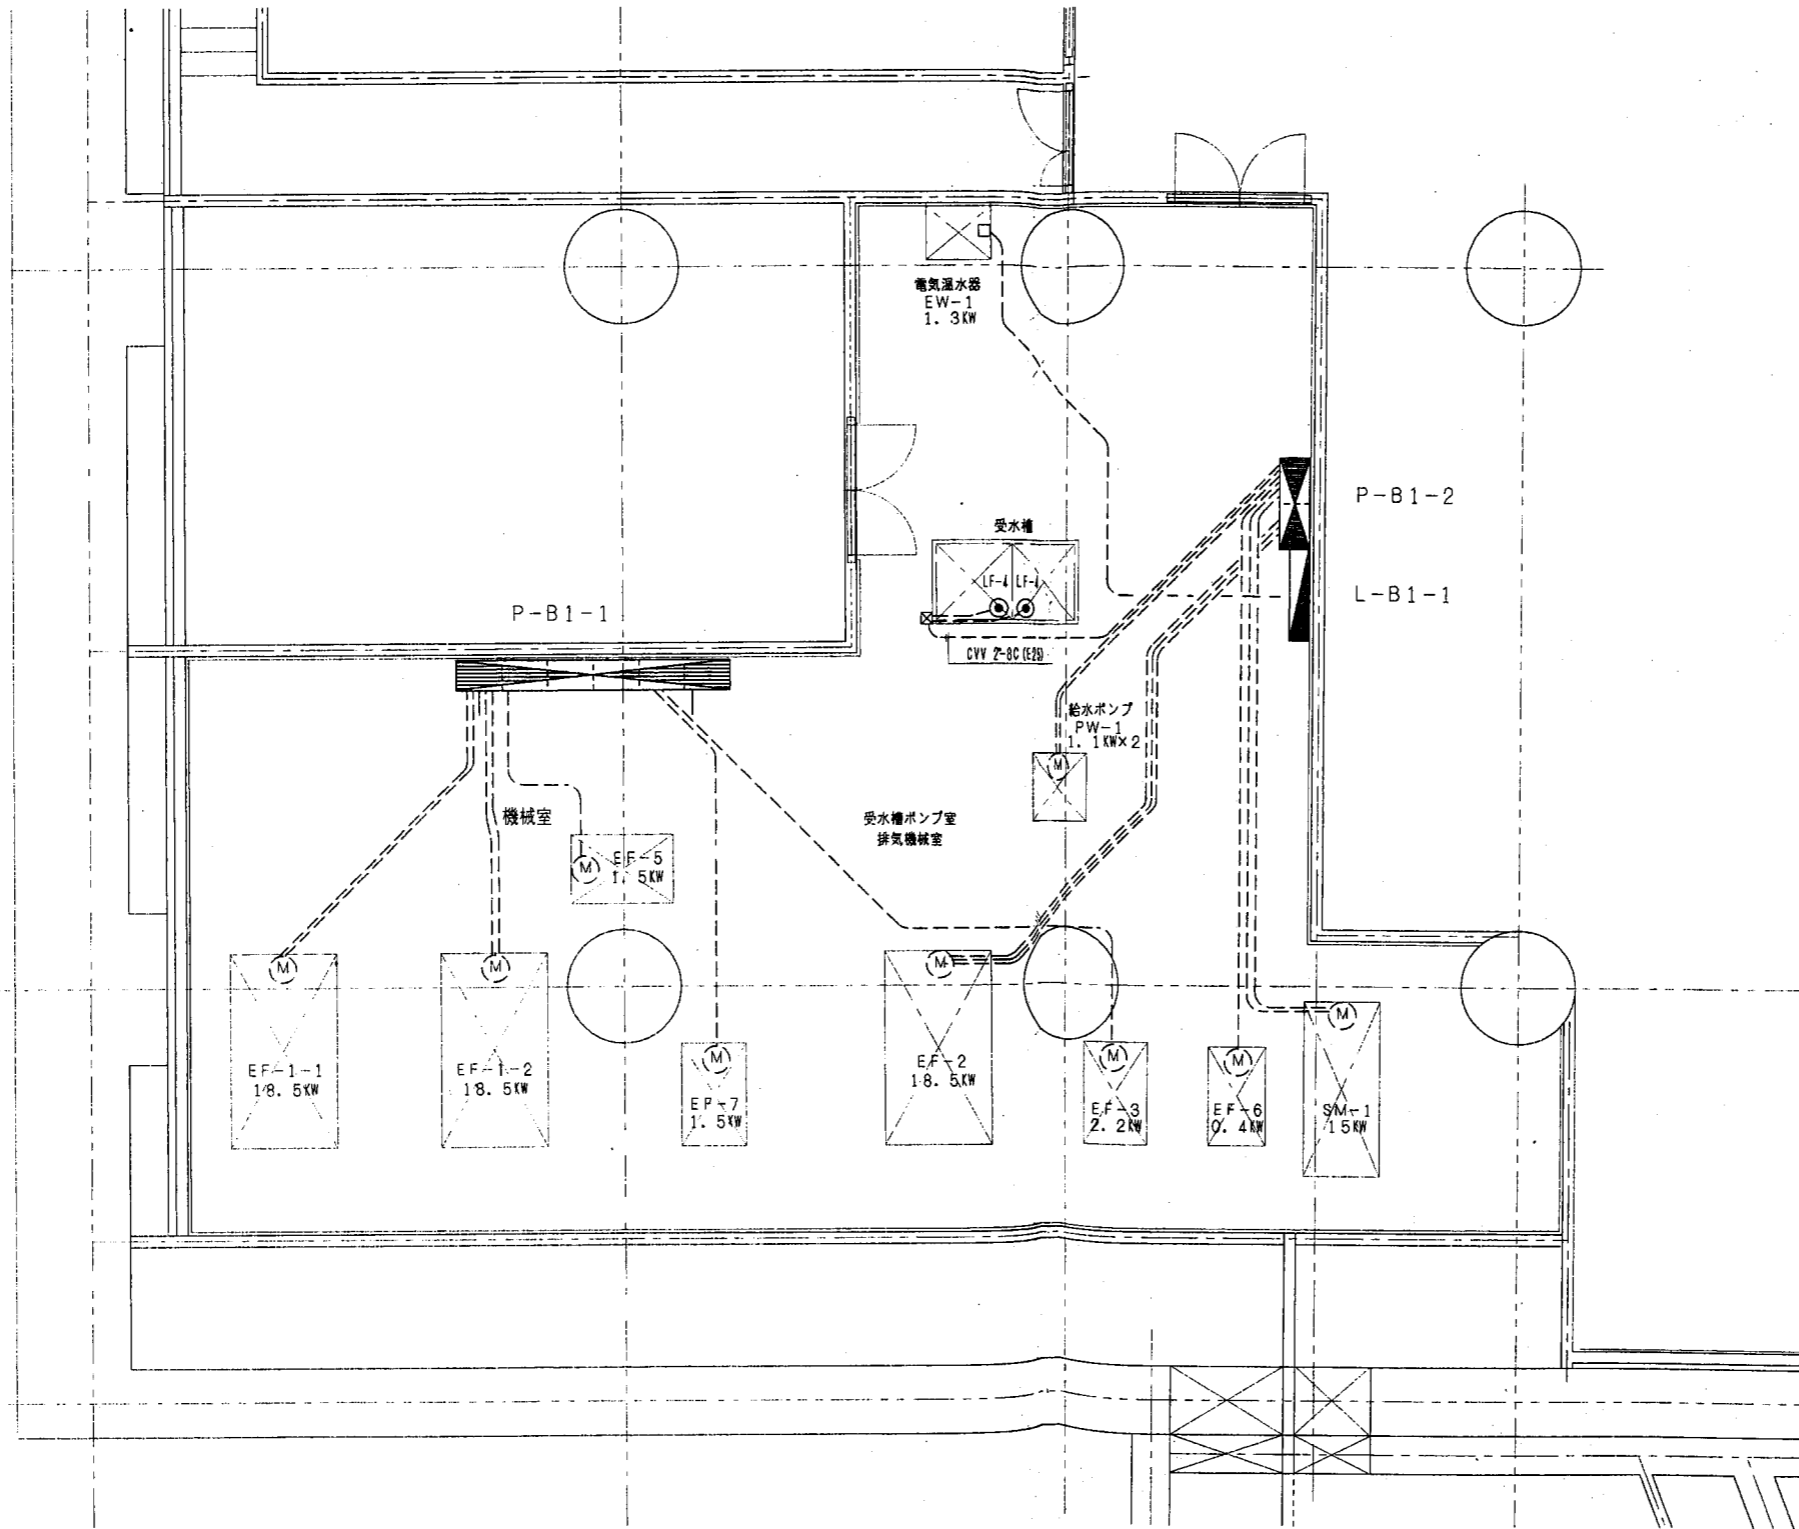 電気温水器
EW-1
1.3KW
P-B1-2
受水槽
LF-4 LF-4
L-B1-1
P-B1-1
CVV 2°-8C (E25)
給水ポンプ
PW-1
1.1KW×2
M
機械室
受水槽ポンプ室
排気機械室
M
EF-5
1.5KW
M
M
M
M
M
M
M
EF-1-1
18.5KW
EF-1-2
18.5KW
EF-7
1.5KW
EF-2
18.5KW
EF-3
2.2KW
EF-6
0.4KW
SM-1
15KW